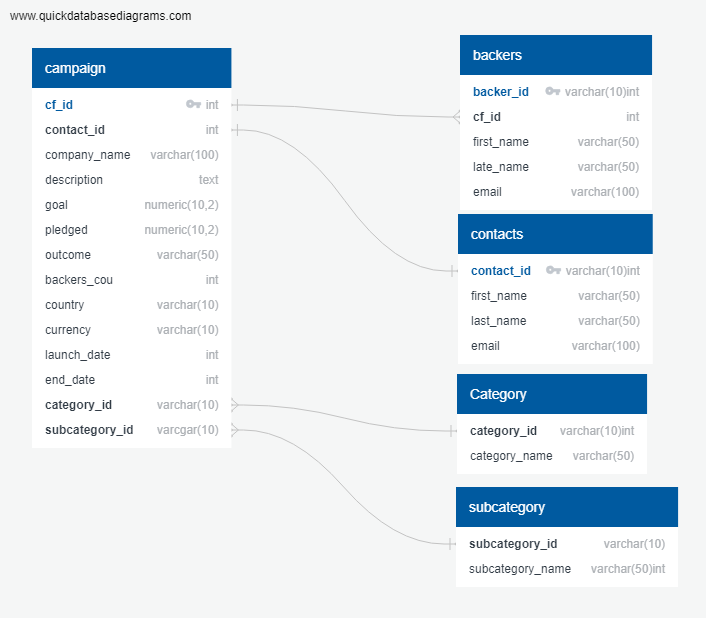 www.quickdatabasediagrams.com
campaign
cf_id int
contact_id int
company_name varchar(100)
description text
goal numeric(10,2)
pledged numeric(10,2)
outcome varchar(50)
backers_cou int
country varchar(10)
currency varchar(10)
launch_date int
end_date int
category_id varchar(10)
subcategory_id varcgar(10)
backers
backer_id varchar(10)int
cf_id int
first_name varchar(50)
late_name varchar(50)
email varchar(100)
contacts
contact_id varchar(10)int
first_name varchar(50)
last_name varchar(50)
email varchar(100)
Category
category_id varchar(10)int
category_name varchar(50)
subcategory
subcategory_id varchar(10)
subcategory_name varchar(50)int